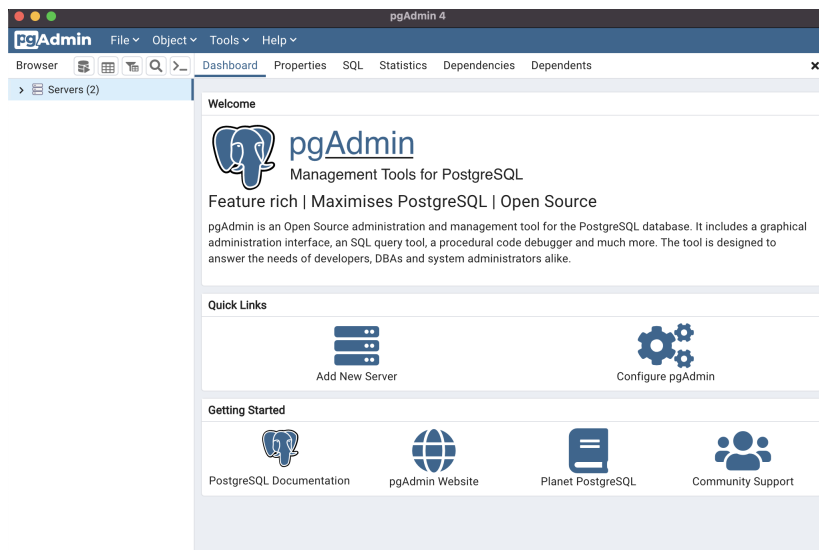 pgAdmin 4
pgAdmin File Object Tools Help
Browser Dashboard Properties SQL Statistics Dependencies Dependents
Servers (2)
Welcome
pgAdmin
Management Tools for PostgreSQL
Feature rich | Maximises PostgreSQL | Open Source
pgAdmin is an Open Source administration and management tool for the PostgreSQL database. It includes a graphical
administration interface, an SQL query tool, a procedural code debugger and much more. The tool is designed to
answer the needs of developers, DBAs and system administrators alike.
Quick Links
Add New Server Configure pgAdmin
Getting Started
PostgreSQL Documentation pgAdmin Website Planet PostgreSQL Community Support